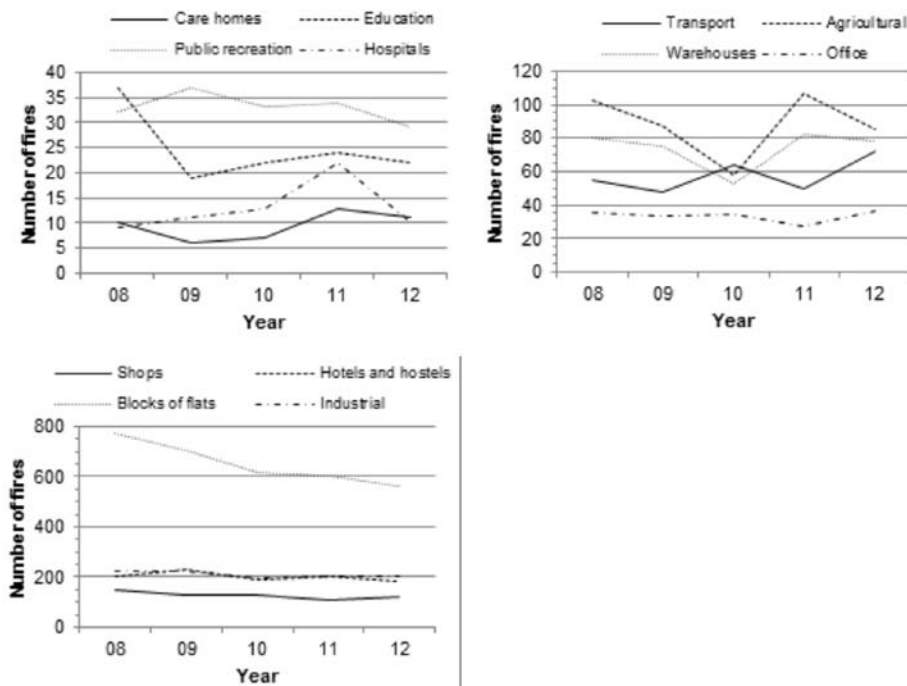 Care homes Education
Public recreation Hospitals
40
35
30
25
20
15
10
5
0
Number of fires
08 09 10 11 12
Year
Transport Agricultural
Warehouses Office
120
100
80
60
40
20
0
Number of fires
08 09 10 11 12
Year
Shops Hotels and hostels
Blocks of flats Industrial
800
600
400
200
0
Number of fires
08 09 10 11 12
Year